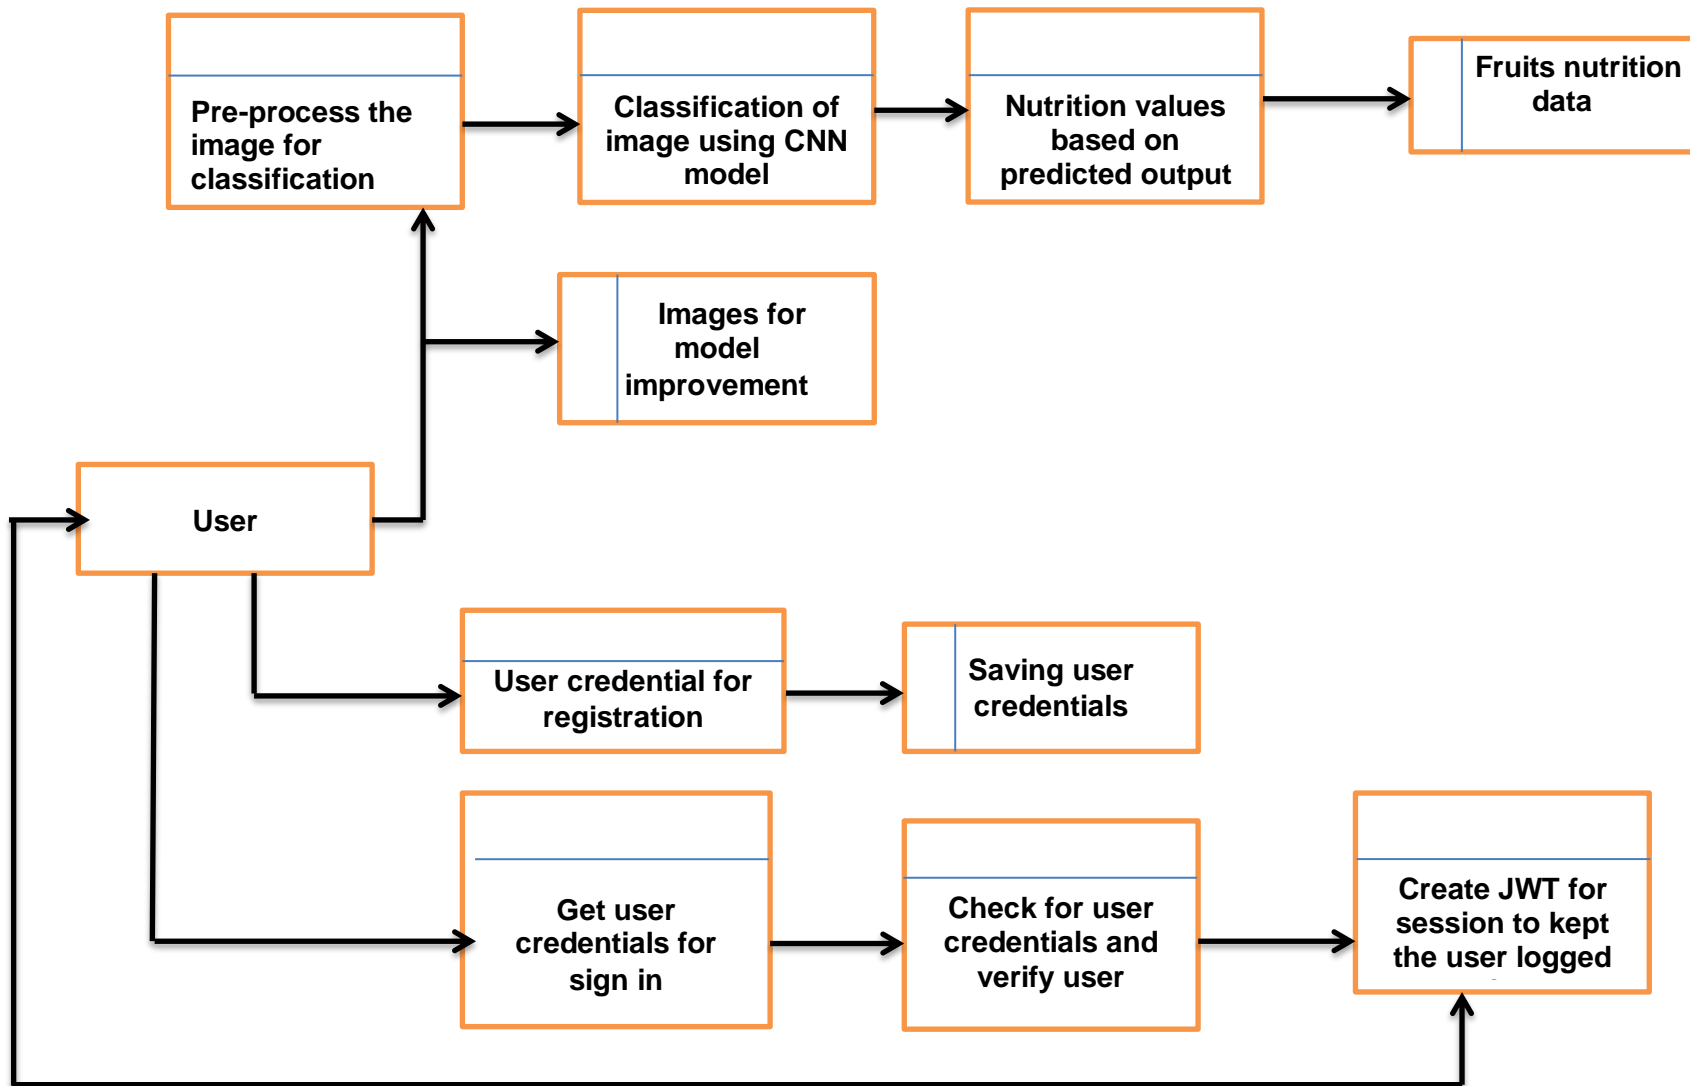 Pre-process the
image for
classification
Classification of
image using CNN
model
Nutrition values
based on
predicted output
Fruits nutrition
data
Images for
model
improvement
User
User credential for
registration
Saving user
credentials
Get user
credentials for
sign in
Check for user
credentials and
verify user
Create JWT for
session to kept
the user logged